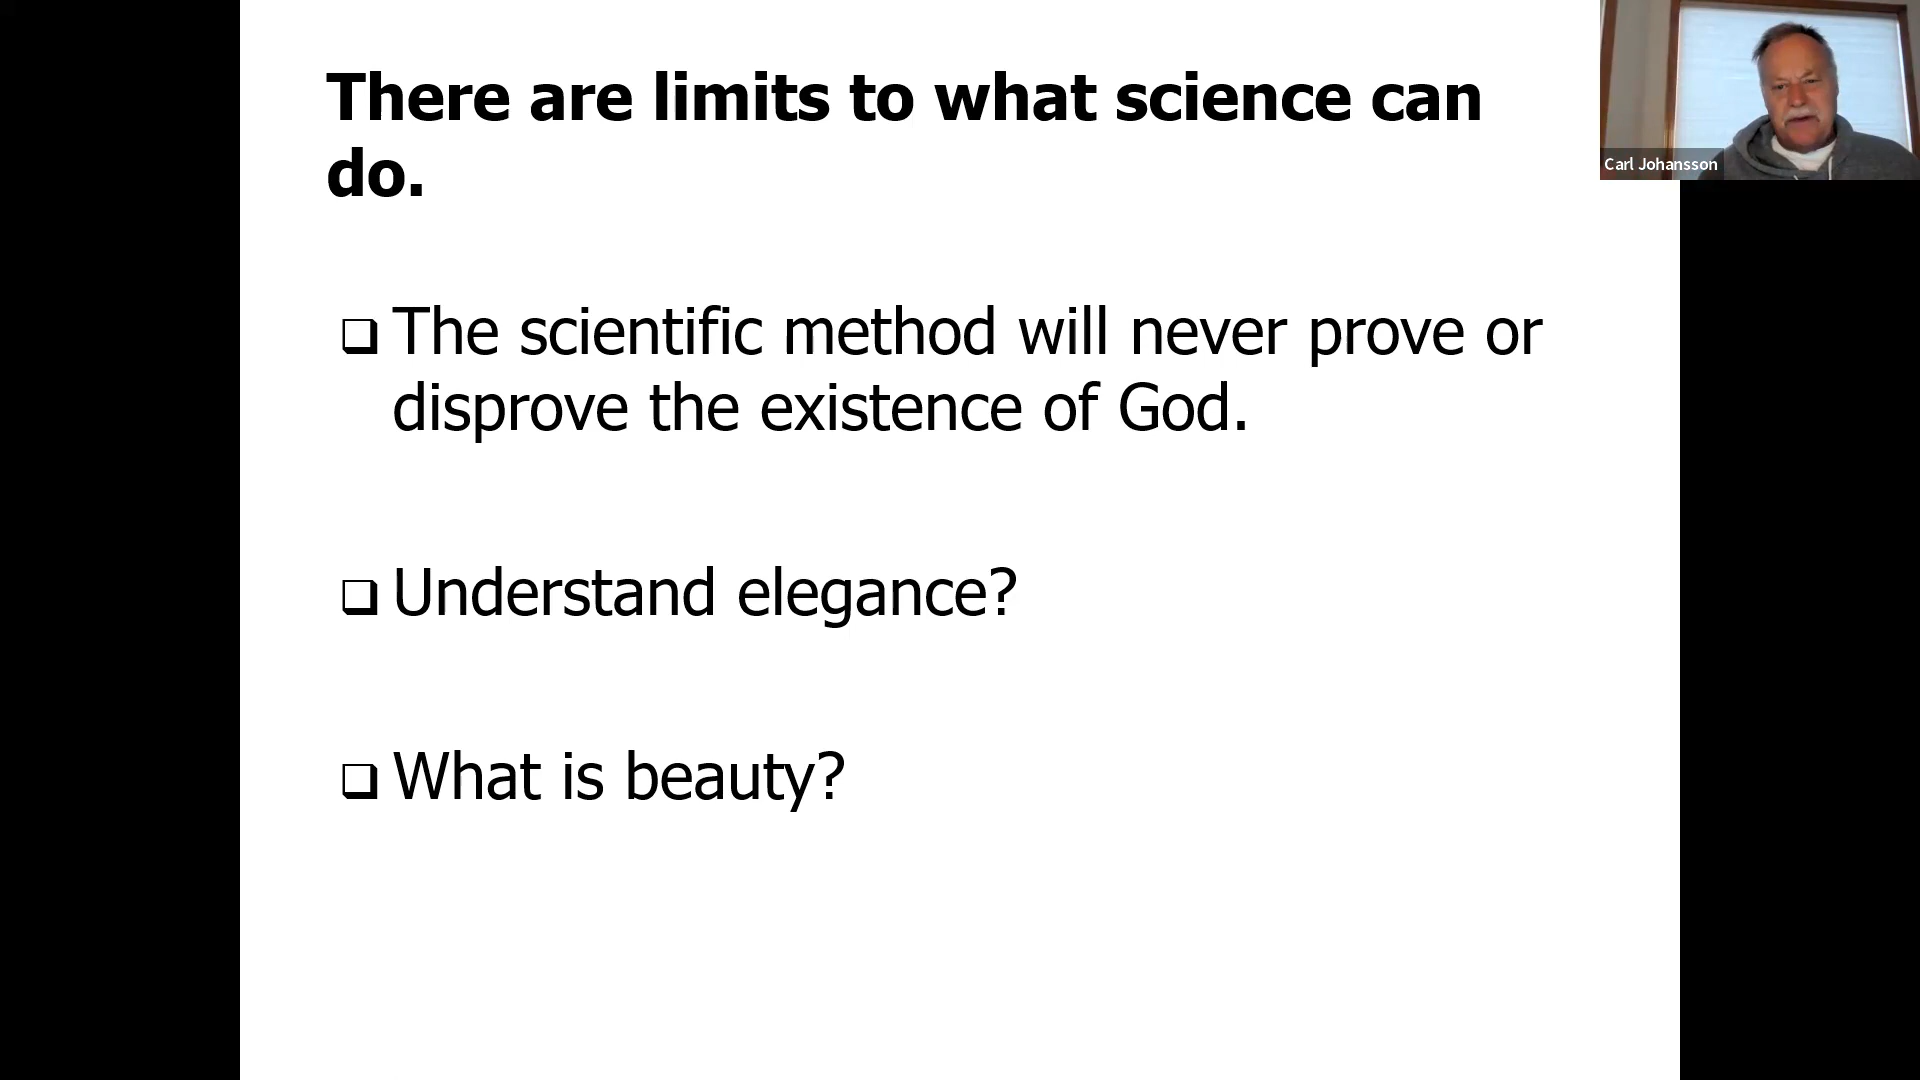 There are limits to what science can
do.
Carl Johansson
The scientific method will never prove or
disprove the existence of God.
Understand elegance?
What is beauty?